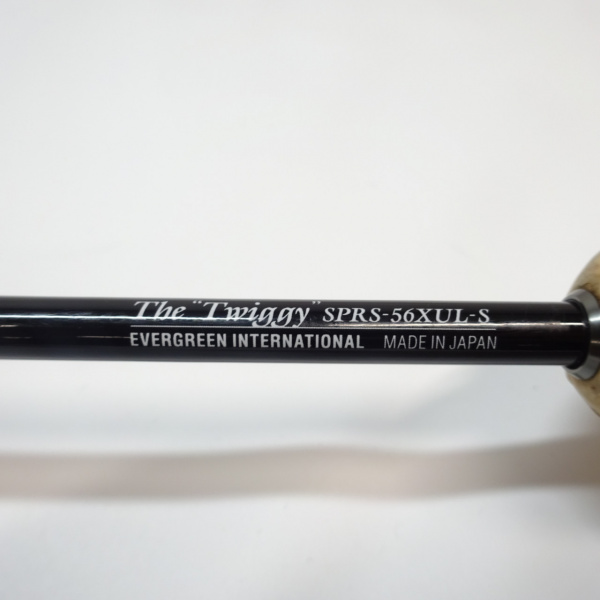 The "Twiggy" SPRS-56XUL-S
EVERGREEN INTERNATIONAL MADE IN JAPAN